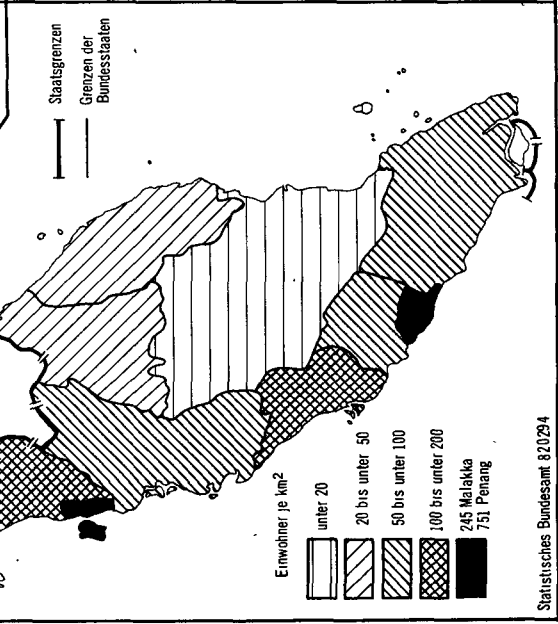 Staatsgrenzen
Grenzen der
Bundesstaaten
Einwohner je km²
unter 20
20 bis unter 50
50 bis unter 100
100 bis unter 200
245 Malakka
751 Penang
Statistisches Bundesamt 820294